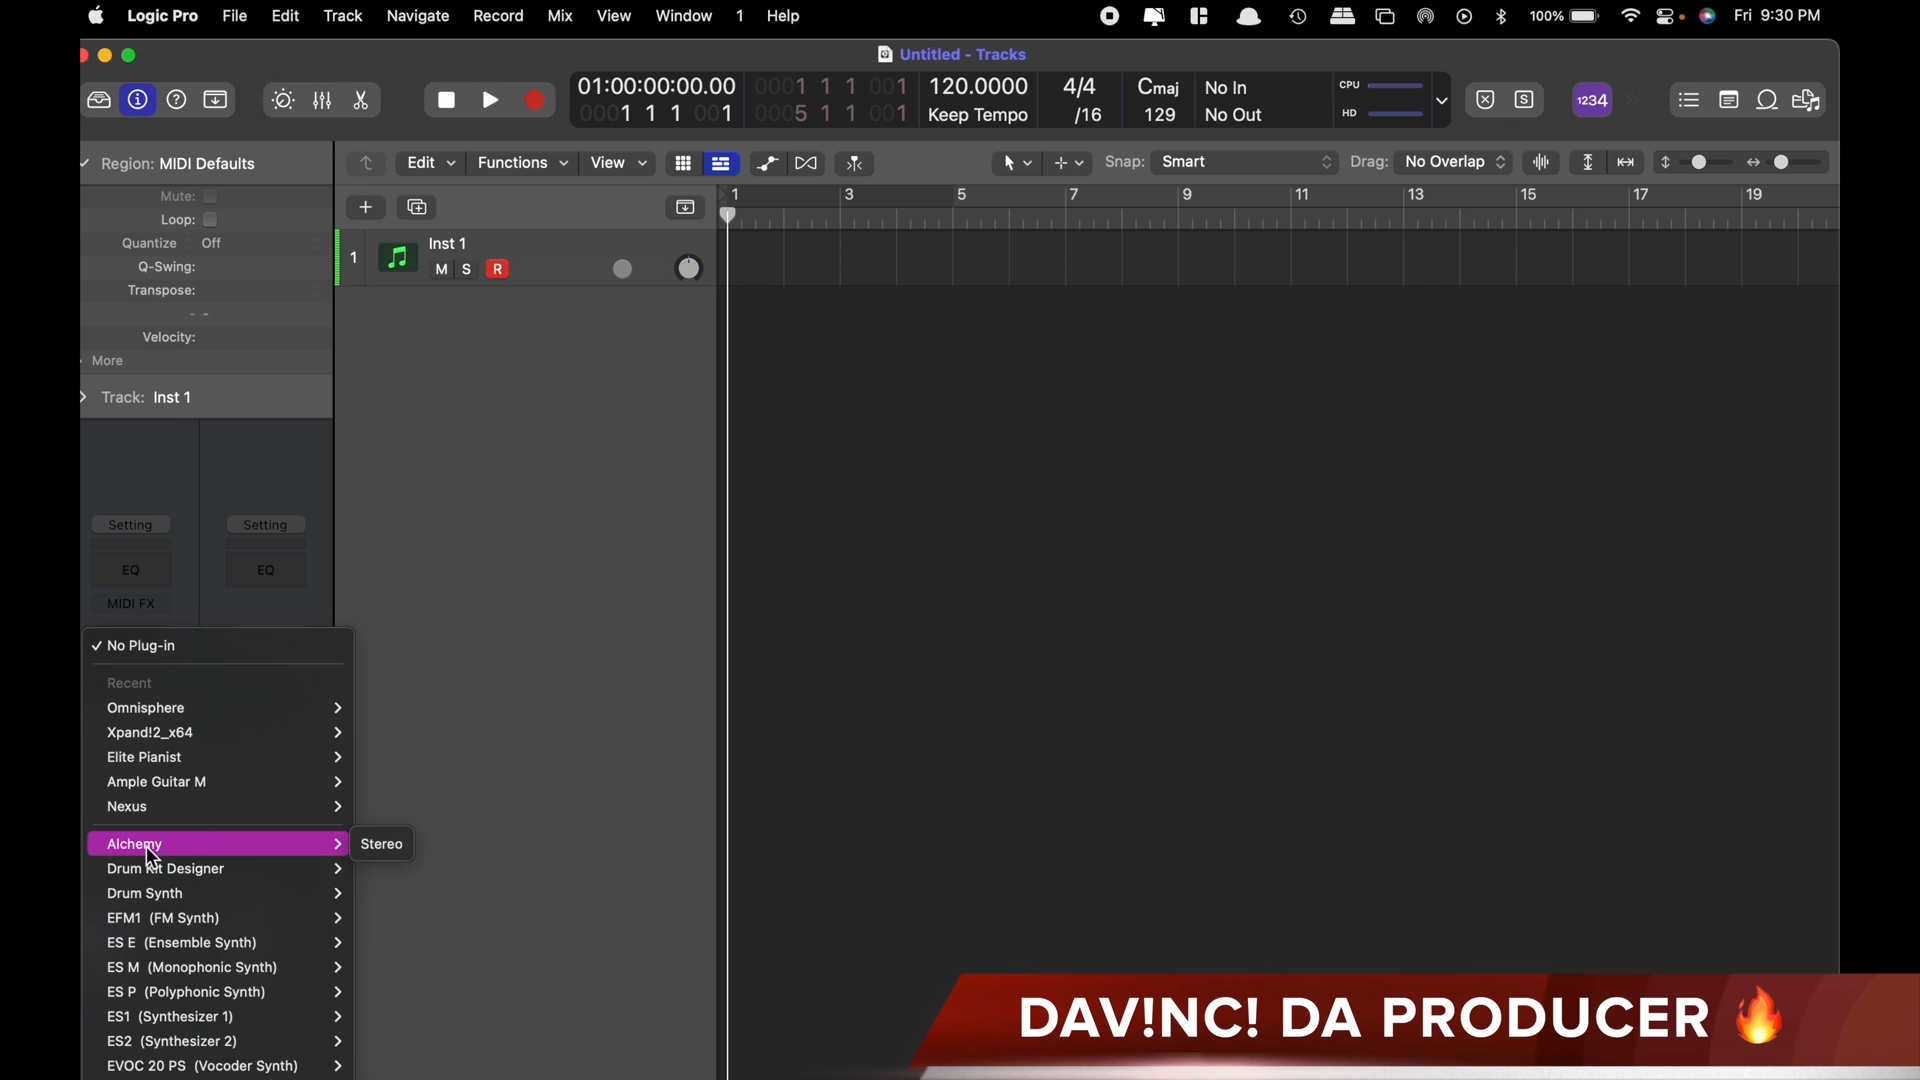 Logic Pro File Edit Track Navigate Record Mix View Window 1 Help 100% Fri 9:30 PM
Untitled - Tracks
01:00:00:00.00 0001 1 1 001 120.0000 4/4 Cmaj No In CPU
0001 1 1 001 0005 1 1 001 Keep Tempo /16 129 No Out HD
S 1234
Region: MIDI Defaults Edit Functions View Snap: Smart Drag: No Overlap
Mute:
Loop:
Quantize Off
Q-Swing:
Transpose:
- -
Velocity:
More
Track: Inst 1
1 3 5 7 9 11 13 15 17 19
1 Inst 1
M S R
Setting Setting
EQ EQ
MIDI FX
✓ No Plug-in
Recent
Omnisphere
Xpand!2_x64
Elite Pianist
Ample Guitar M
Nexus
Alchemy Stereo
Drum Kit Designer
Drum Synth
EFM1 (FM Synth)
ES E (Ensemble Synth)
ES M (Monophonic Synth)
ES P (Polyphonic Synth)
ES1 (Synthesizer 1)
ES2 (Synthesizer 2)
EVOC 20 PS (Vocoder Synth)
DAV!NC! DA PRODUCER 🔥